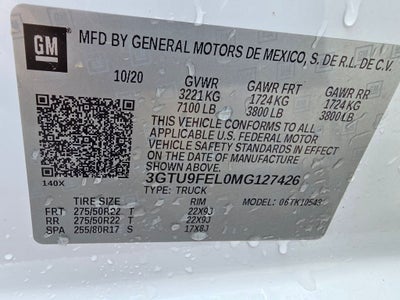 GM
MFD BY GENERAL MOTORS DE MEXICO, S. DE R.L. DE C.V.
10/20 GVWR GAWR FRT GAWR RR
3221 KG 1724 KG 1724 KG
7100 LB 3800 LB 3800 LB
THIS VEHICLE CONFORMS TO ALL
APPLICABLE U.S. FEDERAL MOTOR
VEHICLE SAFETY STANDARDS IN
EFFECT ON THE DATE OF
MANUFACTURE SHOWN ABOVE.
140X
3GTU9FEL0MG127426
TYPE: TRUCK
TIRE SIZE RIM MODEL: 06TK10543
FRT 275/50R22 T 22X9J
RR 275/50R22 T 22X9J
SPA 255/80R17 S 17X8J